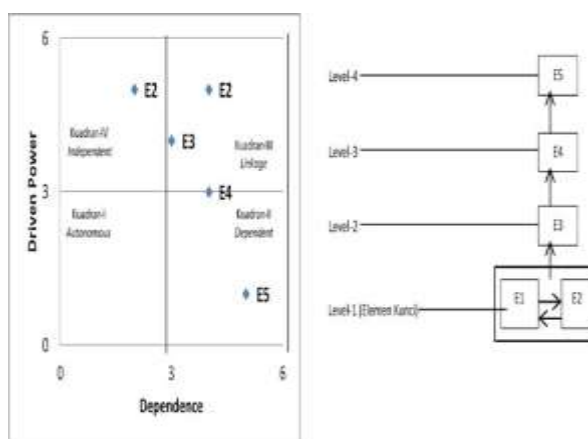 6
E2
E2
Kuadran-IV
Independent
E3
Kuadran-III
Linkage
Driven Power
3
E4
Kuadran-I
Autonomous
Kuadran-II
Dependent
E5
0
0
3
6
Dependence
Level-4
E5
Level-3
E4
Level-2
E3
Level-1 (Elemen Kunci)
E1
E2